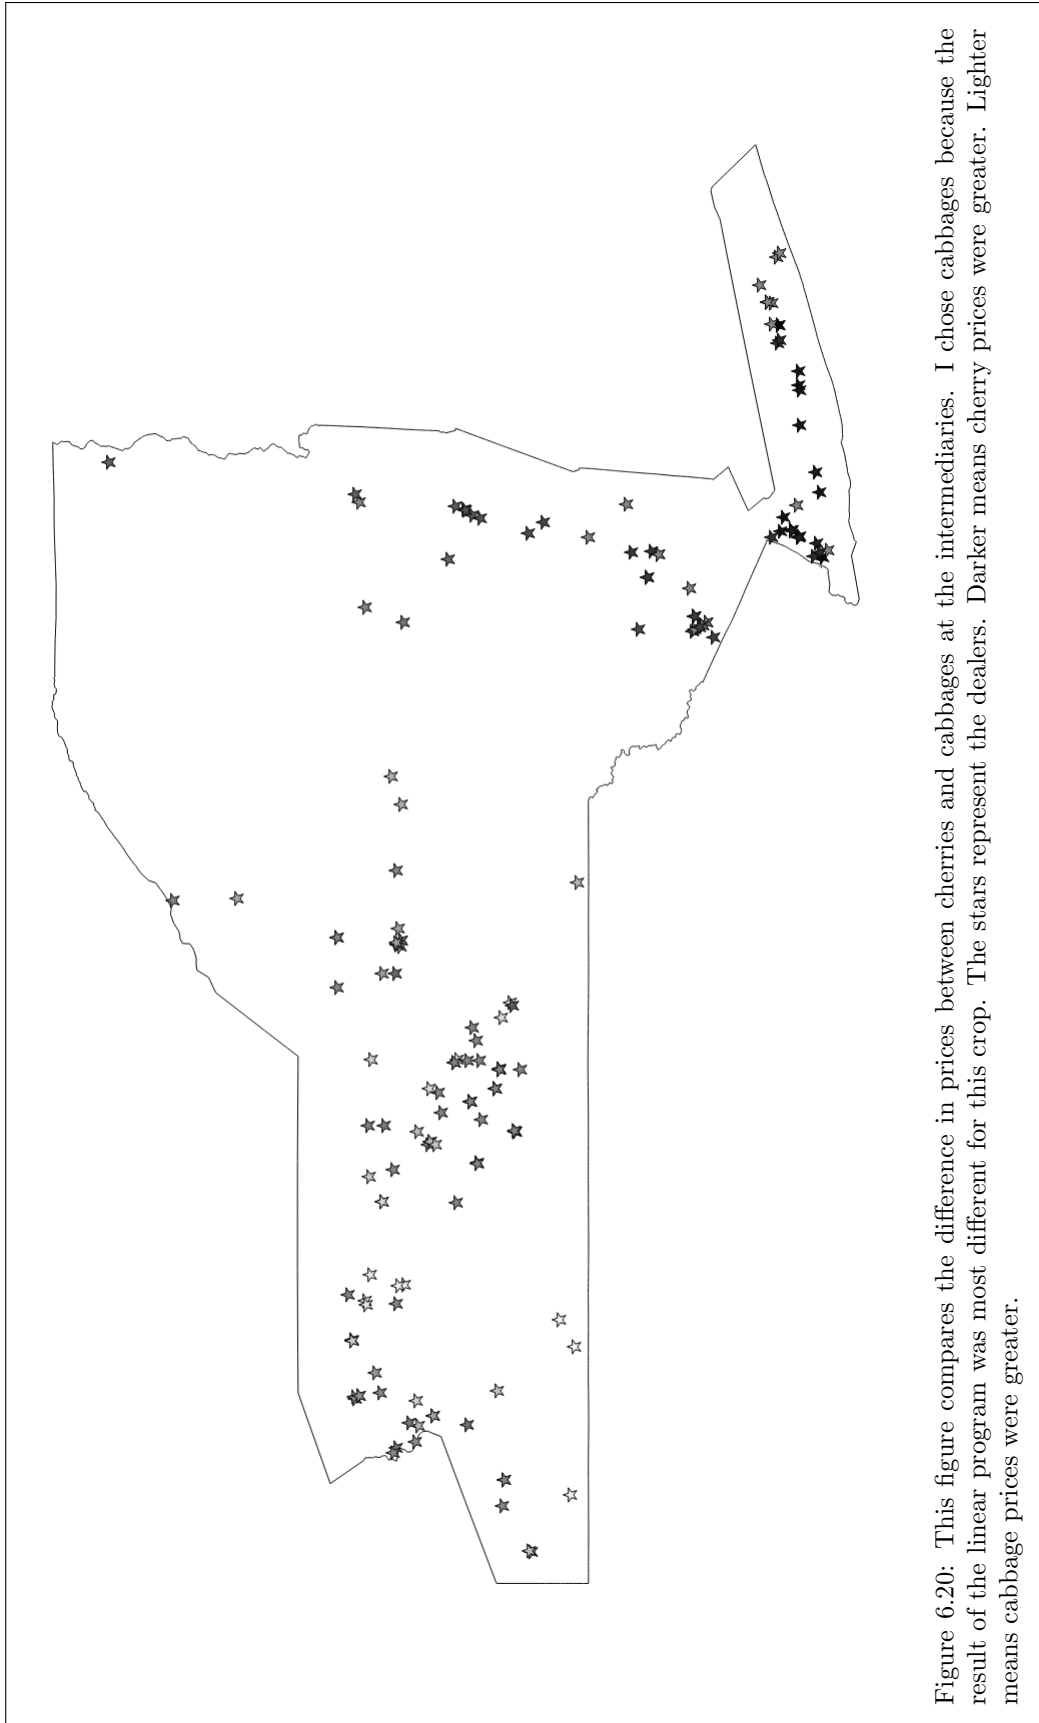 Figure 6.20: This figure compares the difference in prices between cherries and cabbages at the intermediaries. I chose cabbages because the
result of the linear program was most different for this crop. The stars represent the dealers. Darker means cherry prices were greater. Lighter
means cabbage prices were greater.